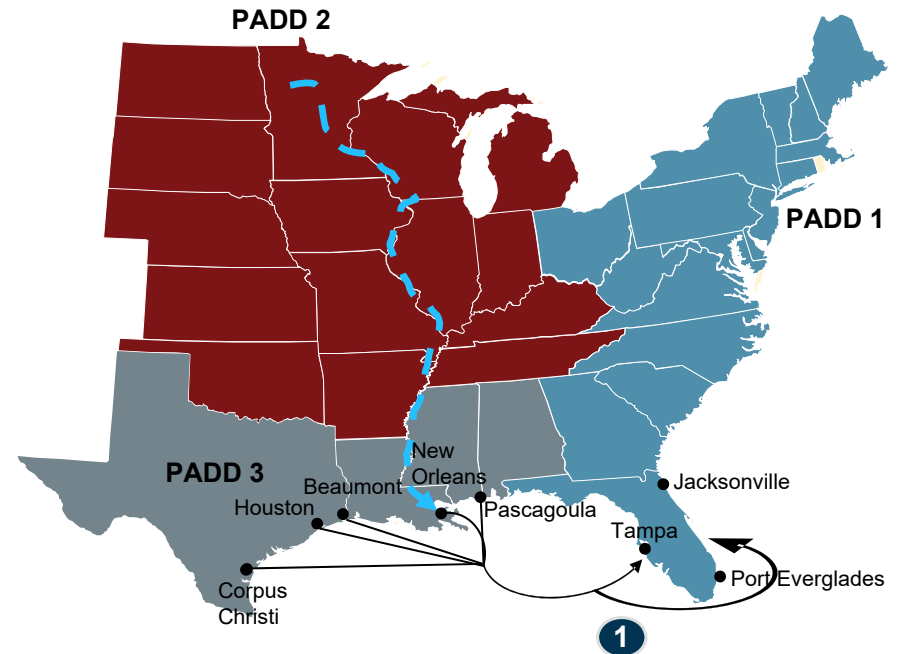 PADD 2
PADD 1
New
Orleans
PADD 3
Beaumont
Houston
Pascagoula
Jacksonville
Tampa
Port Everglades
Corpus
Christi
1